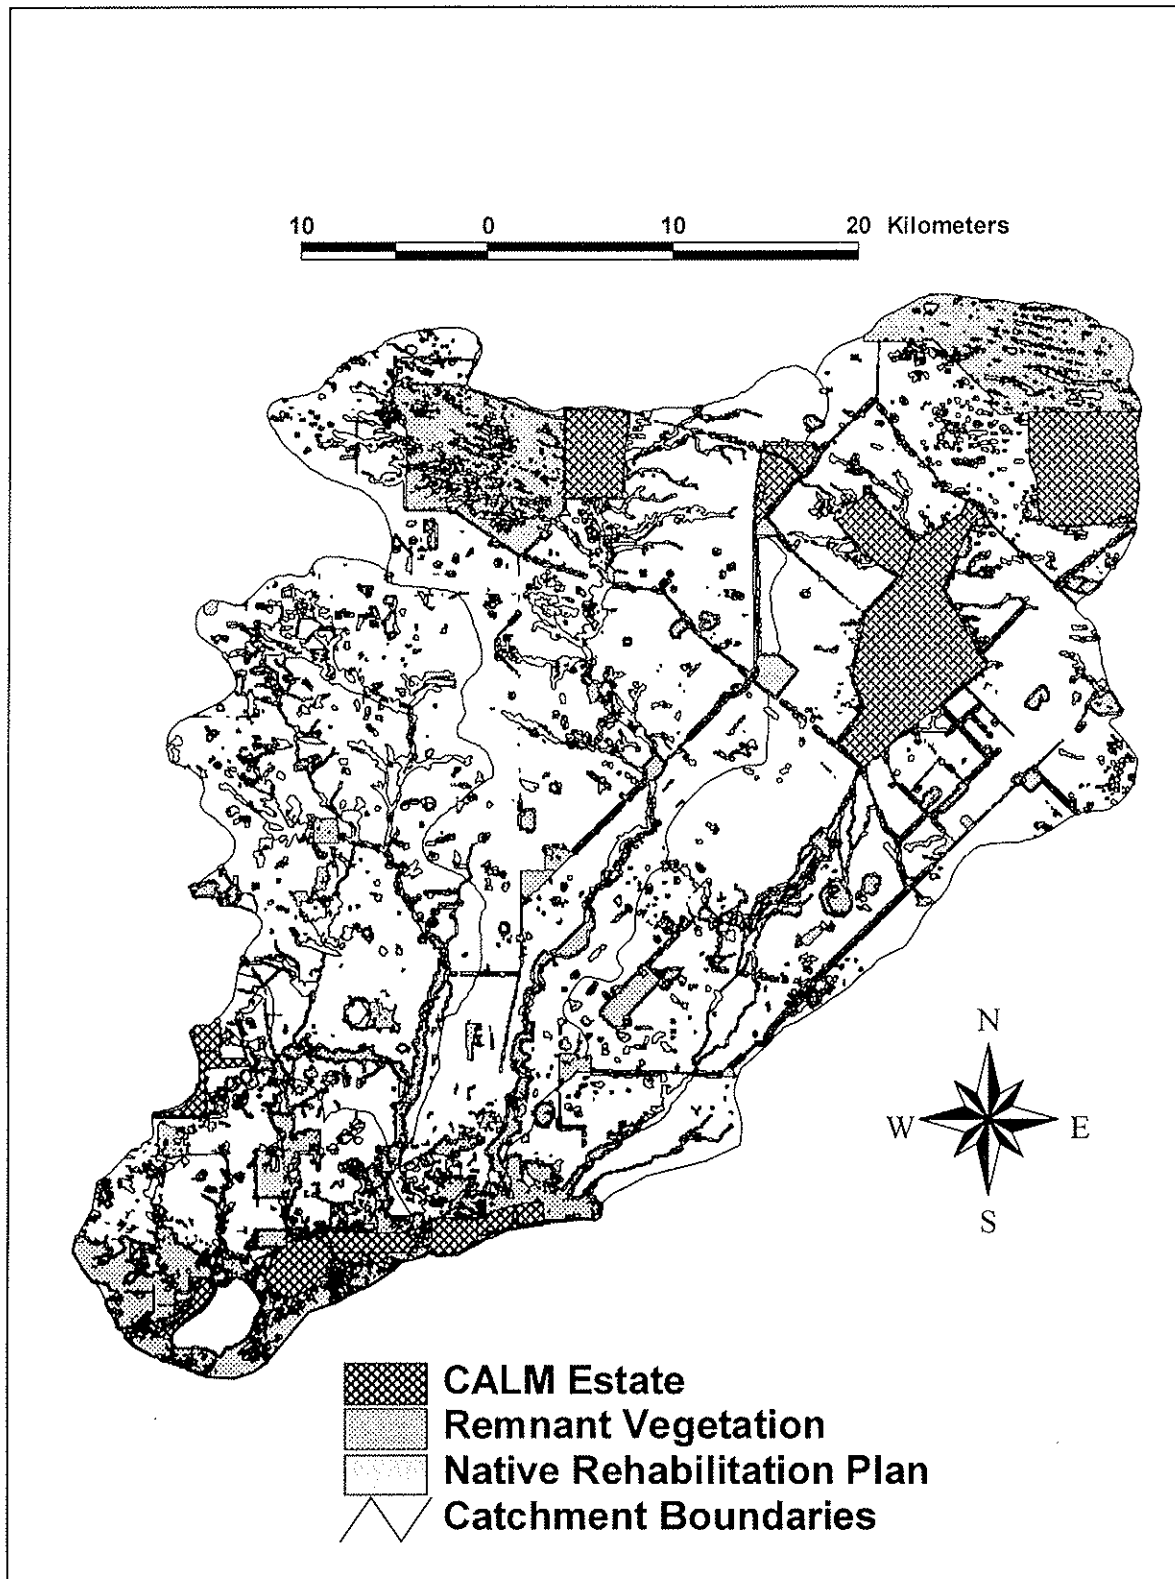 10 0 10 20 Kilometers
N
W E
S
CALM Estate
Remnant Vegetation
Native Rehabilitation Plan
Catchment Boundaries